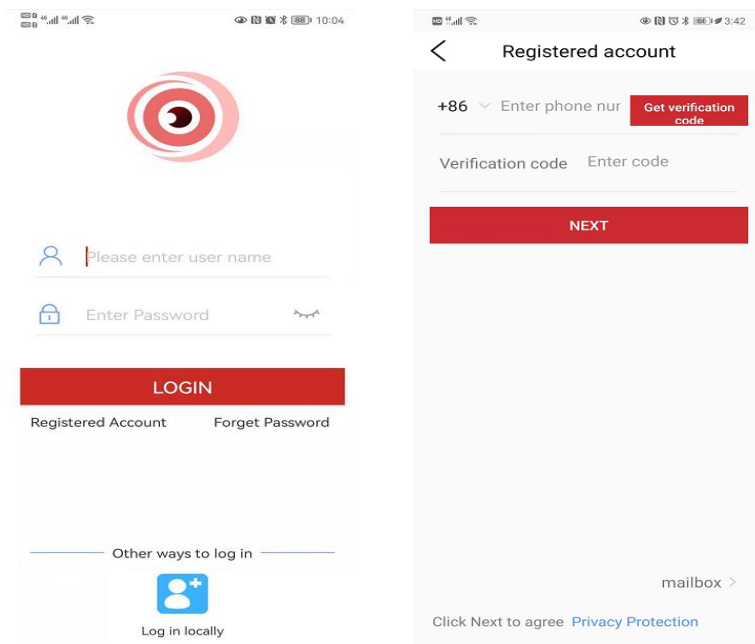 10:04
Please enter user name
Enter Password
LOGIN
Registered Account
Forget Password
Other ways to log in
Log in locally
3:42
Registered account
+86
Enter phone nur
Get verification
code
Verification code
Enter code
NEXT
mailbox >
Click Next to agree Privacy Protection